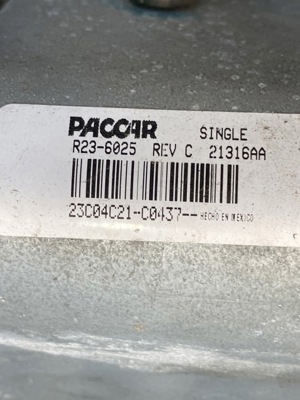 PACCAR SINGLE
R23-6025 REV C 21316AA
23C04C21-C0437-- HECHO EN MEXICO